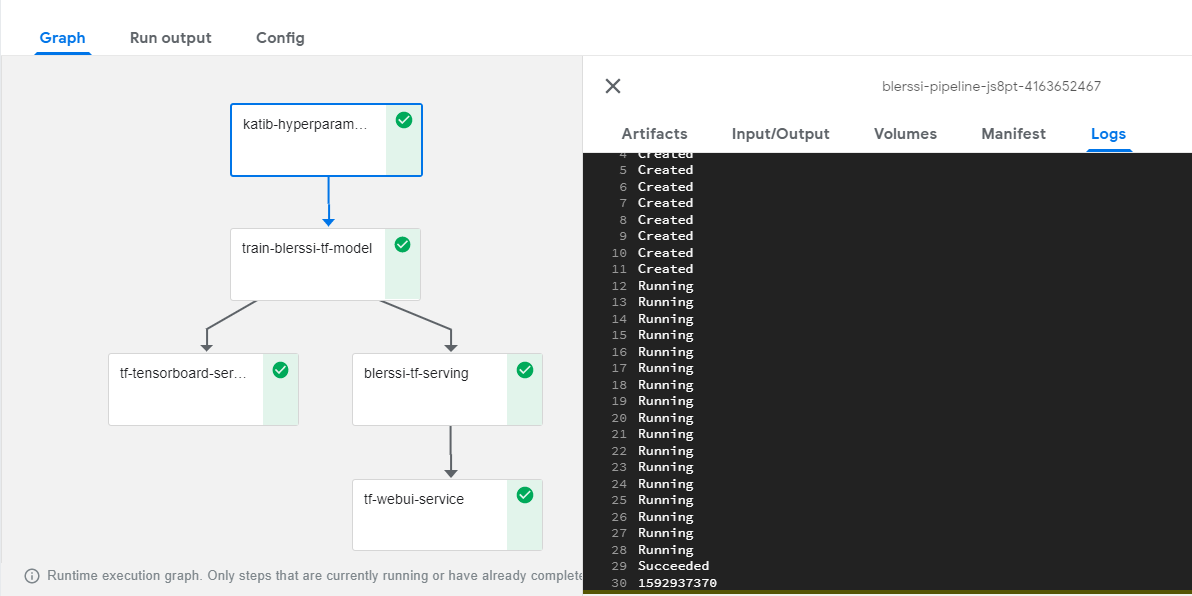 Graph Run output Config
katib-hyperparam...
train-blerssi-tf-model
tf-tensorboard-ser...
blerssi-tf-serving
tf-webui-service
Runtime execution graph. Only steps that are currently running or have already complete
blerssi-pipeline-js8pt-4163652467
Artifacts Input/Output Volumes Manifest Logs
4 Created
5 Created
6 Created
7 Created
8 Created
9 Created
10 Created
11 Created
12 Running
13 Running
14 Running
15 Running
16 Running
17 Running
18 Running
19 Running
20 Running
21 Running
22 Running
23 Running
24 Running
25 Running
26 Running
27 Running
28 Running
29 Succeeded
30 1592937370